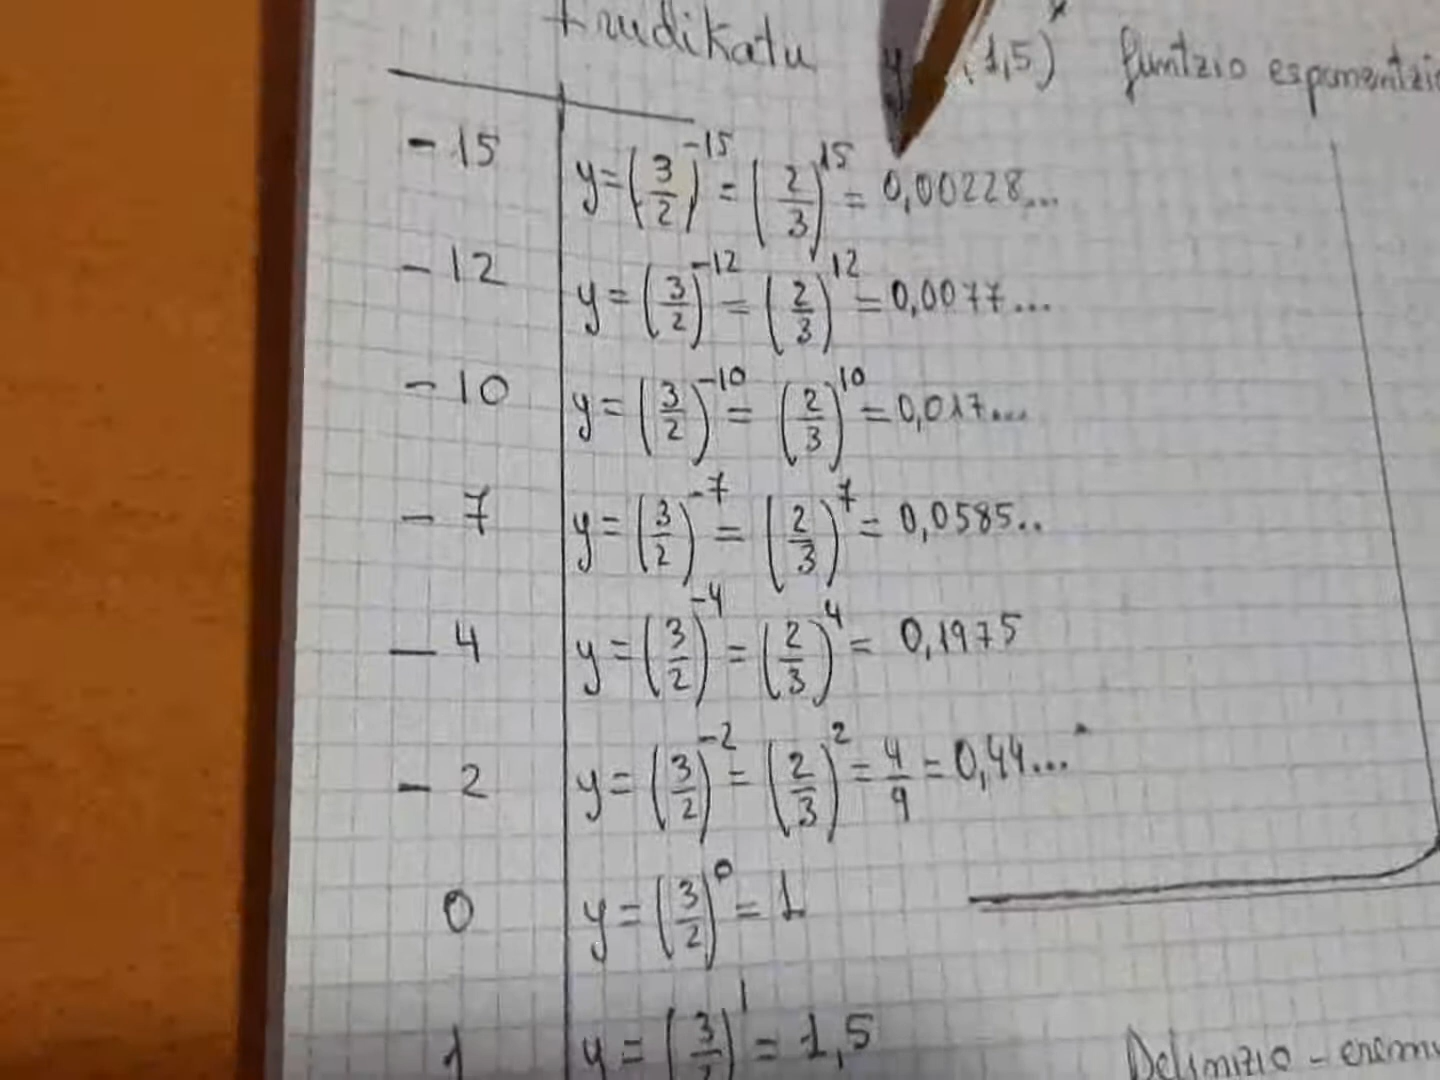 Irudikatu y (1,5)^x funtzio
-15 y=(3/2)^-15 = (2/3)^15 = 0,00228...
-12 y=(3/2)^-12 = (2/3)^12 = 0,0077...
-10 y=(3/2)^-10 = (2/3)^10 = 0,017...
-7 y=(3/2)^-7 = (2/3)^7 = 0,0585..
-4 y=(3/2)^-4 = (2/3)^4 = 0,1975
-2 y=(3/2)^-2 = (2/3)^2 = 4/9 = 0,44...
0 y=(3/2)^0 = 1
1 y=(3/2)^1 = 1,5
Definizio-